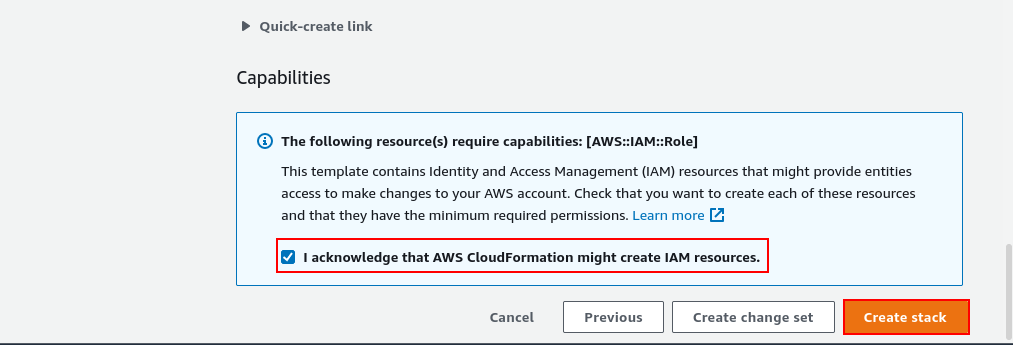 Quick-create link
Capabilities
The following resource(s) require capabilities: [AWS::IAM::Role]
This template contains Identity and Access Management (IAM) resources that might provide entities
access to make changes to your AWS account. Check that you want to create each of these resources
and that they have the minimum required permissions. Learn more
I acknowledge that AWS CloudFormation might create IAM resources.
Cancel Previous Create change set Create stack